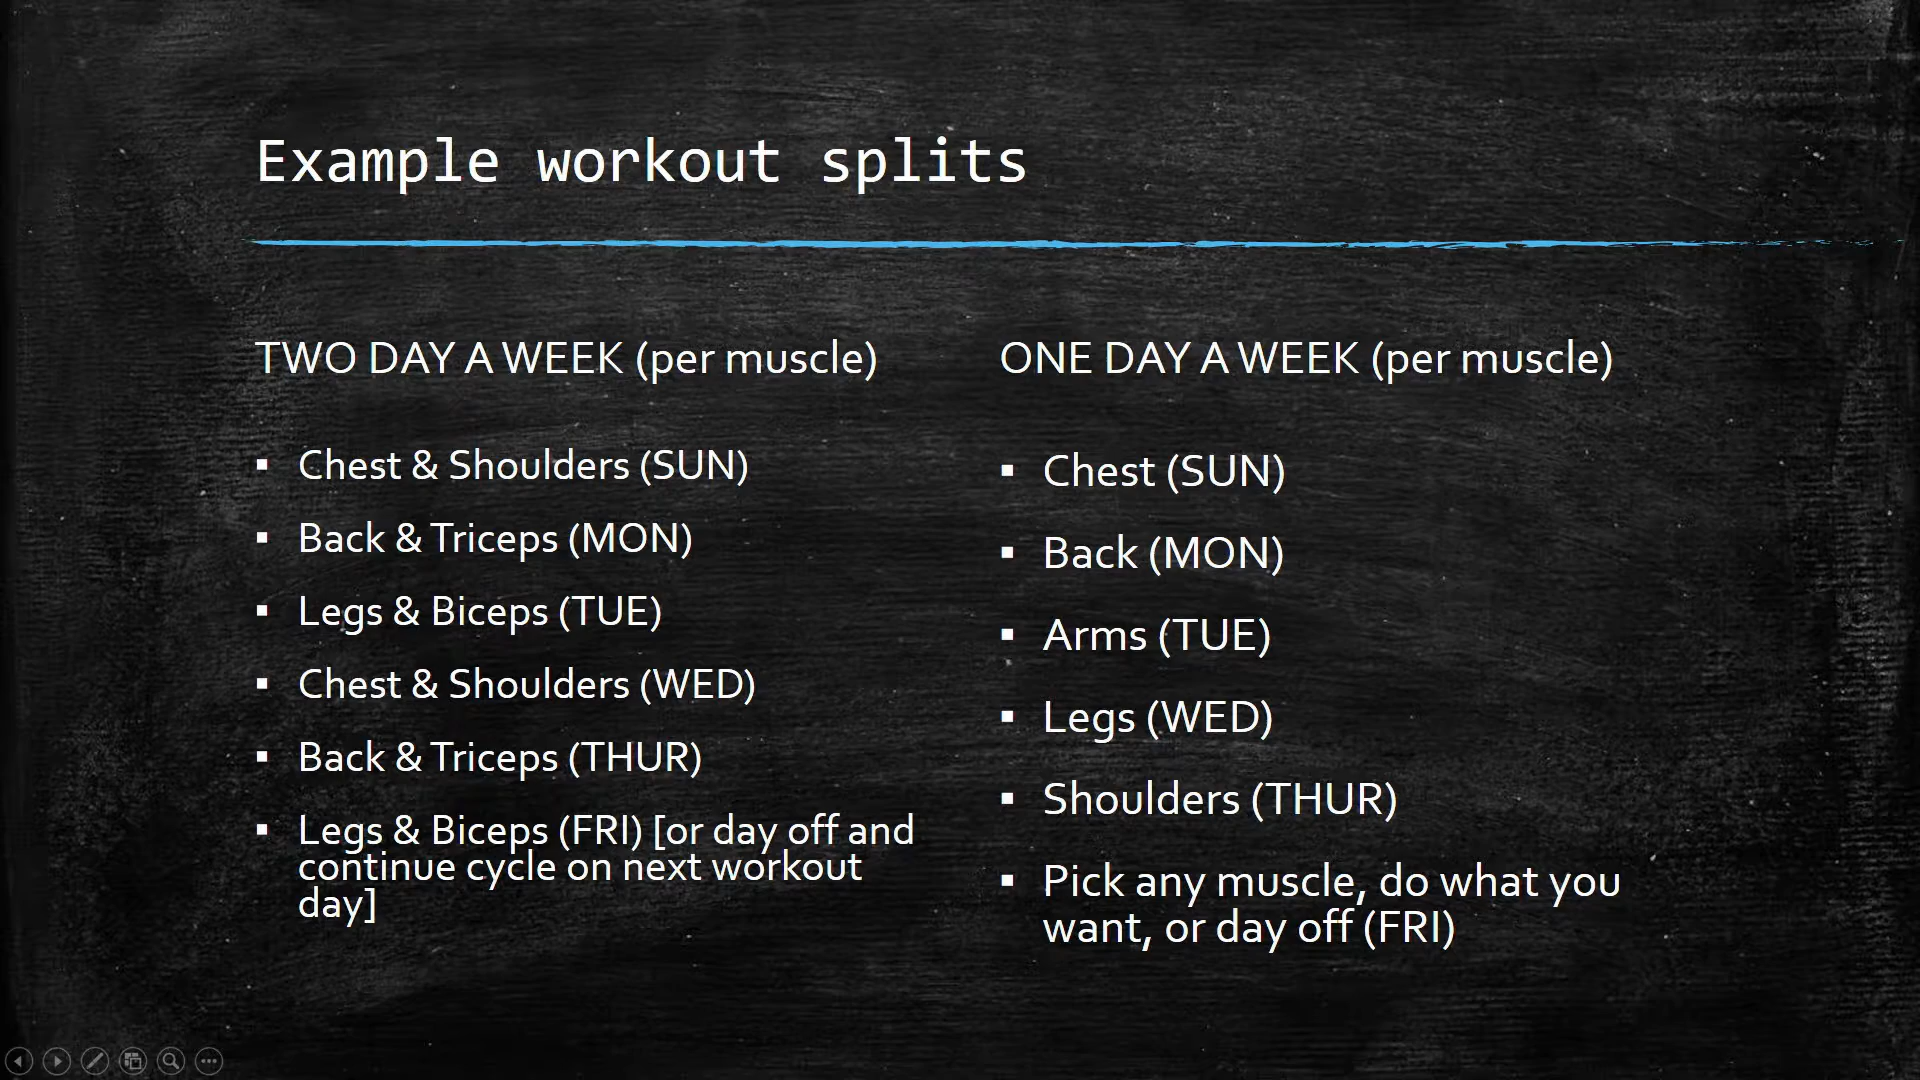 Example workout splits
TWO DAY A WEEK (per muscle)
▪ Chest & Shoulders (SUN)
▪ Back & Triceps (MON)
▪ Legs & Biceps (TUE)
▪ Chest & Shoulders (WED)
▪ Back & Triceps (THUR)
▪ Legs & Biceps (FRI) [or day off and
continue cycle on next workout
day]
ONE DAY A WEEK (per muscle)
▪ Chest (SUN)
▪ Back (MON)
▪ Arms (TUE)
▪ Legs (WED)
▪ Shoulders (THUR)
▪ Pick any muscle, do what you
want, or day off (FRI)